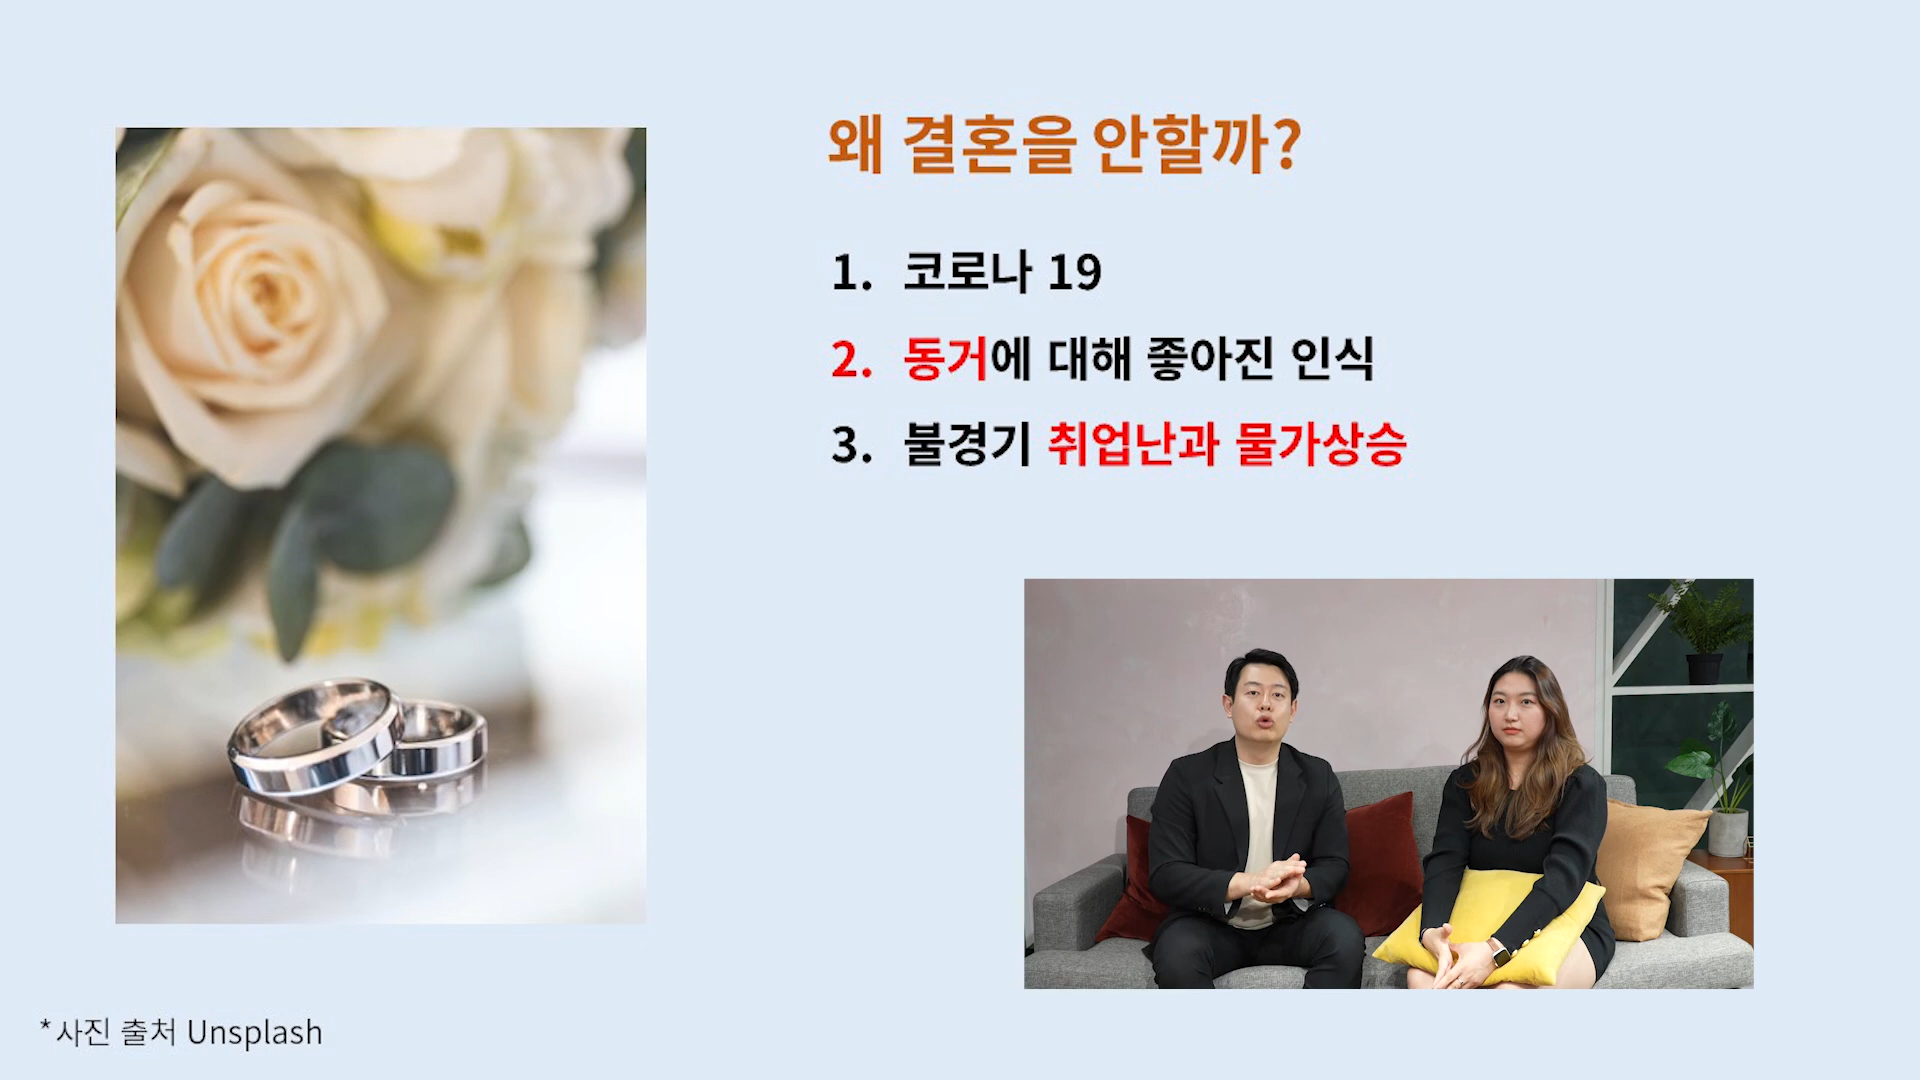 왜 결혼을 안할까?
1. 코로나 19
2. 동거에 대해 좋아진 인식
3. 불경기 취업난과 물가상승
*사진 출처 Unsplash